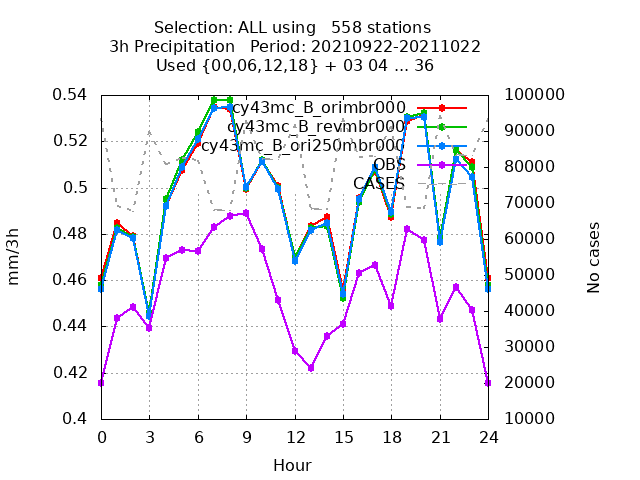 Selection: ALL using   558 stations
3h Precipitation   Period: 20210922-20211022
Used {00,06,12,18} + 03 04 ... 36
0.54
0.52
0.5
0.48
0.46
0.44
0.42
0.4
mm/3h
0 3 6 9 12 15 18 21 24
Hour
100000
90000
80000
70000
60000
50000
40000
30000
20000
10000
No cases
cy43mc_B_orimbr000
cy43mc_B_revmbr000
cy43mc_B_ori250mbr000
OBS
CASES